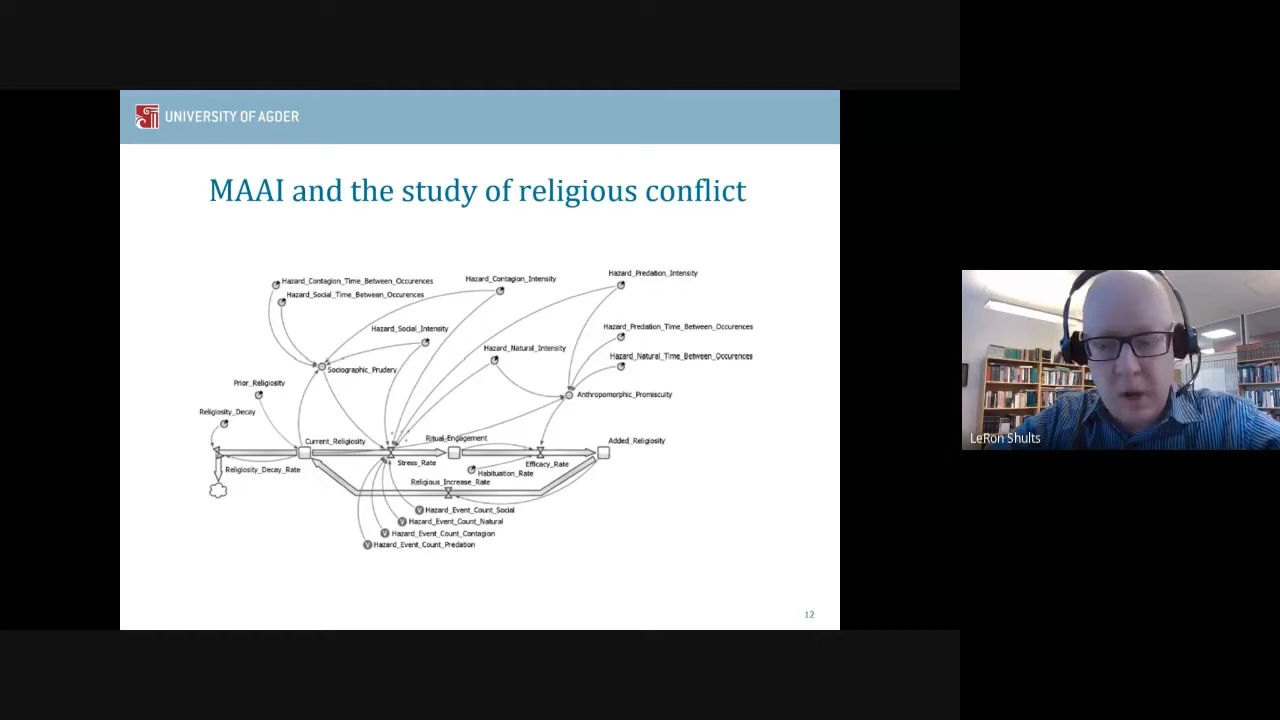 UNIVERSITY OF AGDER
MAAI and the study of religious conflict
Hazard_Predation_Intensity
Hazard_Contagion_Intensity
Hazard_Contagion_Time_Between_Occurences
Hazard_Social_Time_Between_Occurences
Hazard_Social_Intensity
Hazard_Predation_Time_Between_Occurences
Hazard_Natural_Intensity
Hazard_Natural_Time_Between_Occurences
Sociographic_Prudery
Prior_Religiosity
Anthropomorphic_Promiscuity
Religiosity_Decay
Current_Religiosity
Ritual_Engagement
Added_Religiosity
Stress_Rate
Efficacy_Rate
Religiosity_Decay_Rate
Habituation_Rate
Religious_Increase_Rate
Hazard_Event_Count_Social
Hazard_Event_Count_Natural
Hazard_Event_Count_Contagion
Hazard_Event_Count_Predation
12
LeRon Shults